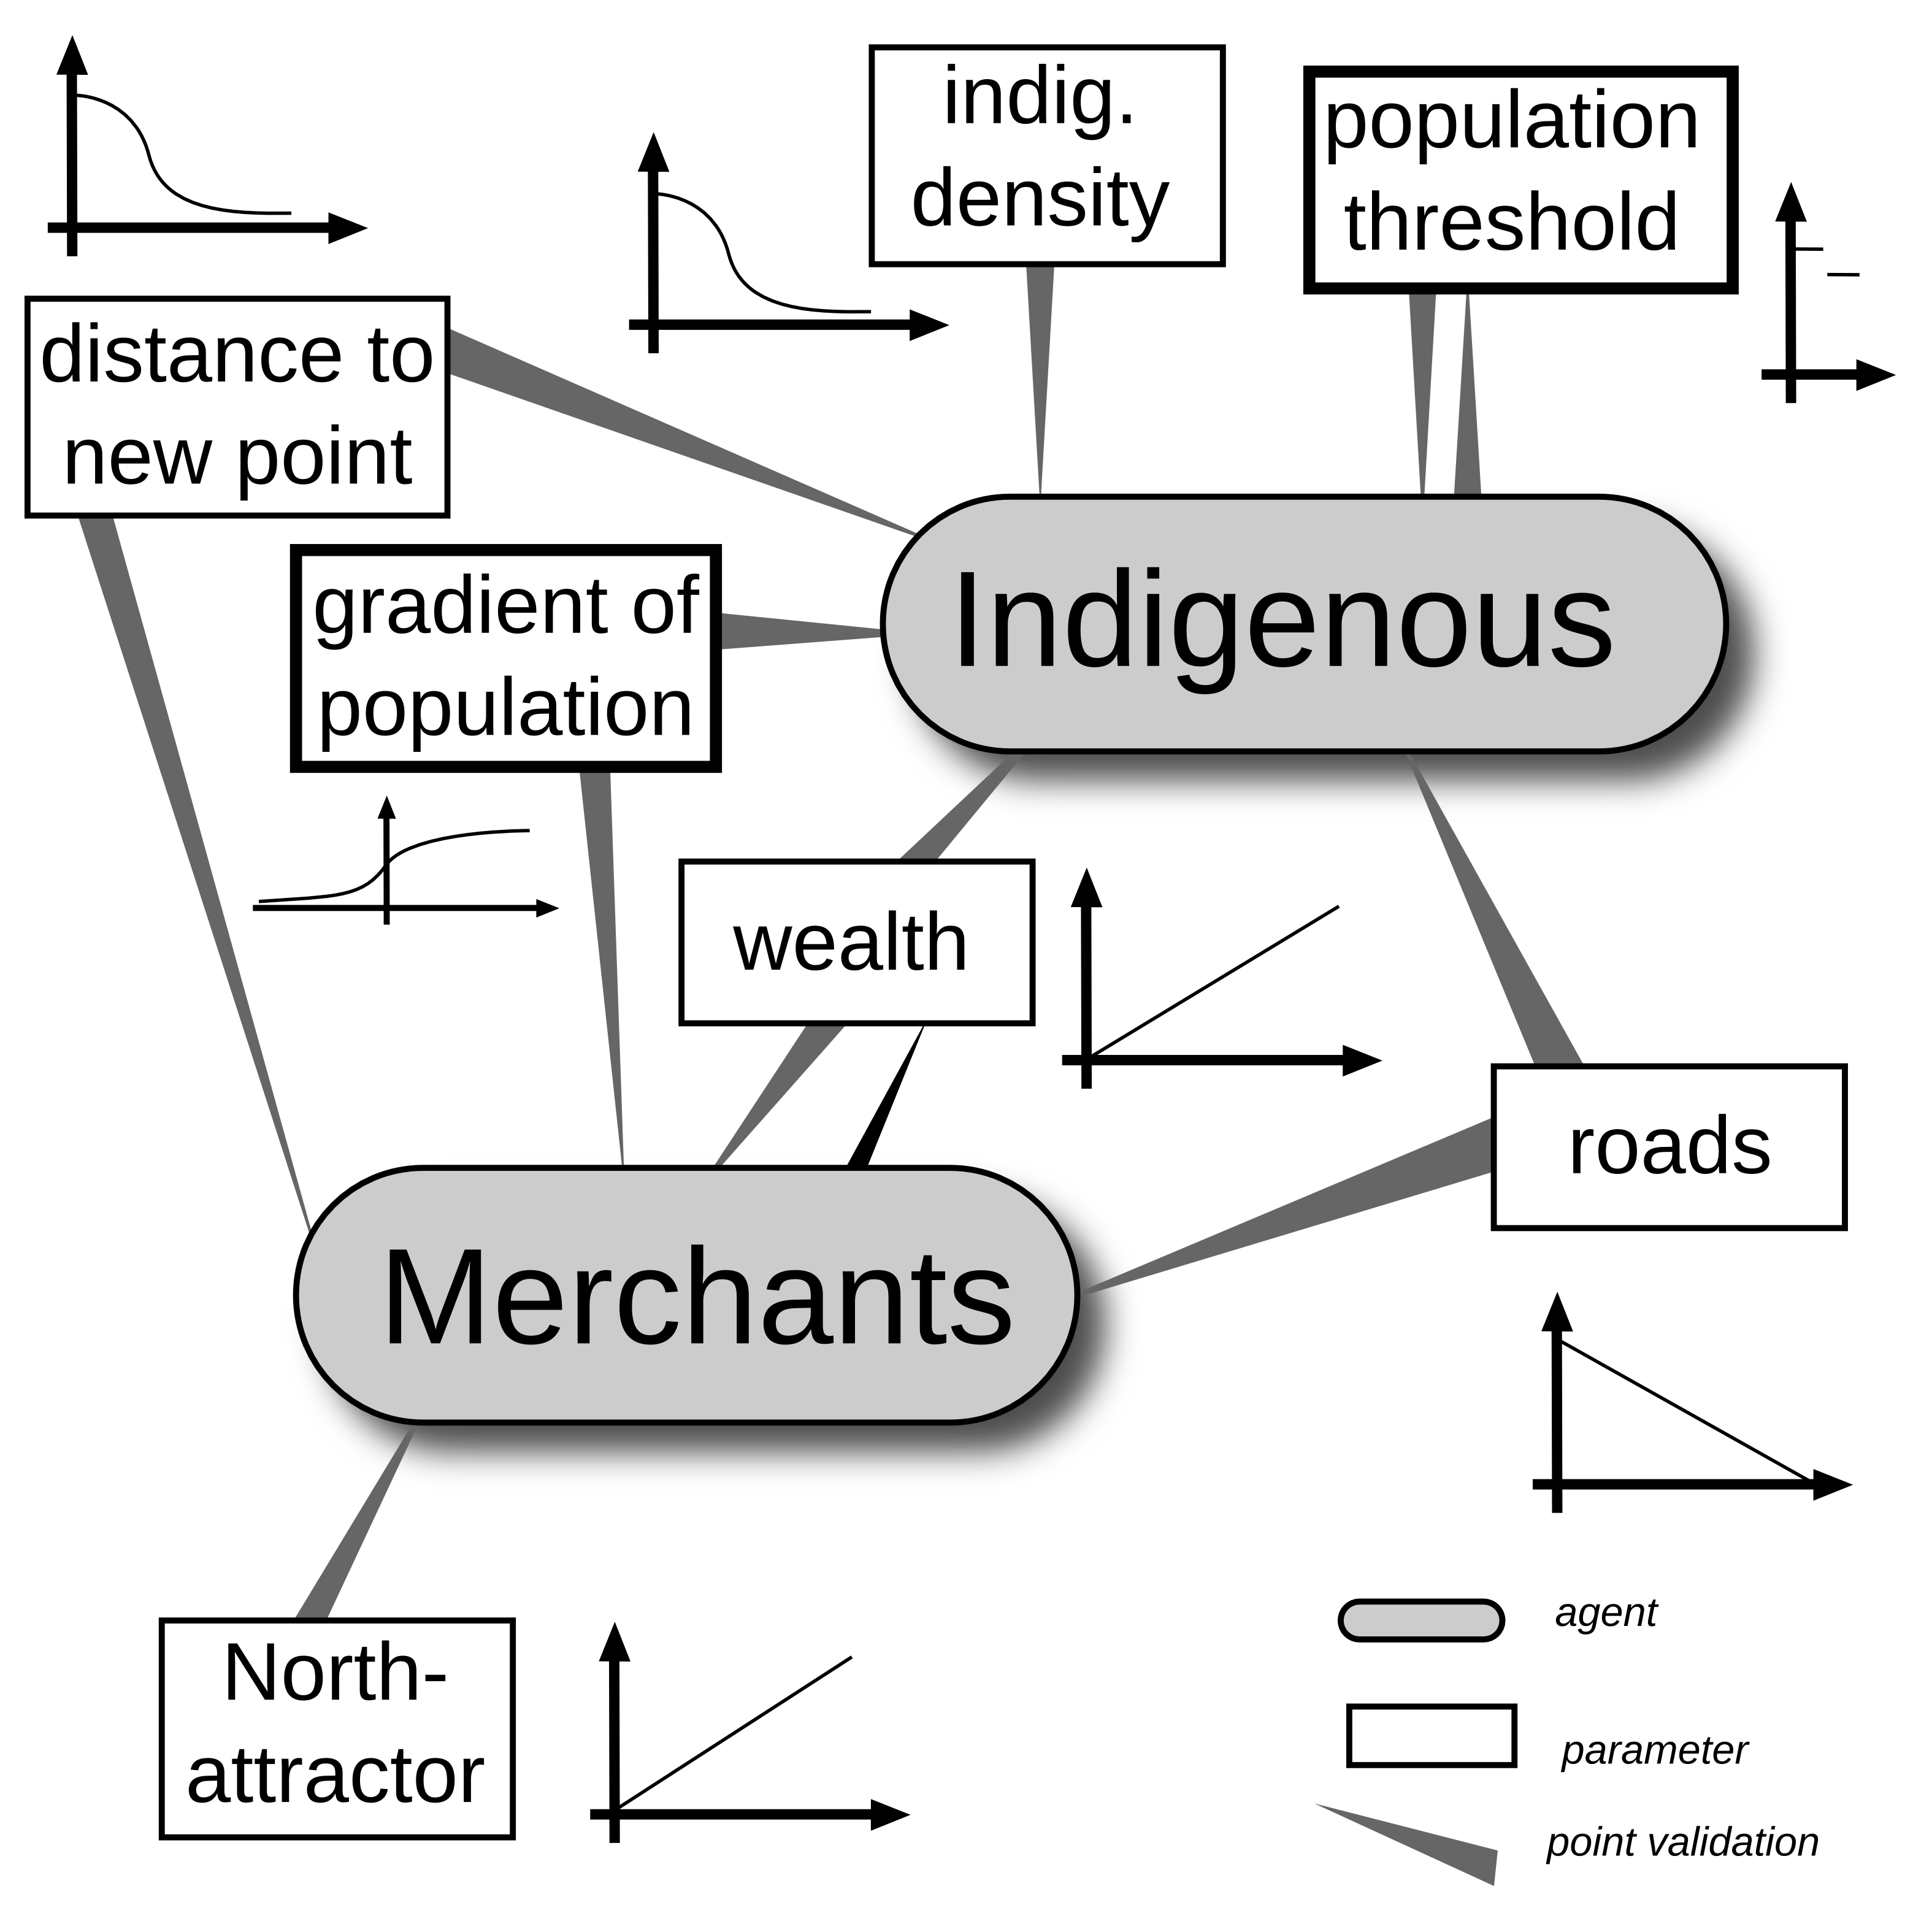 indig.
density
population
threshold
distance to
new point
gradient of
population
Indigenous
wealth
roads
Merchants
North-
attractor
agent
parameter
point validation